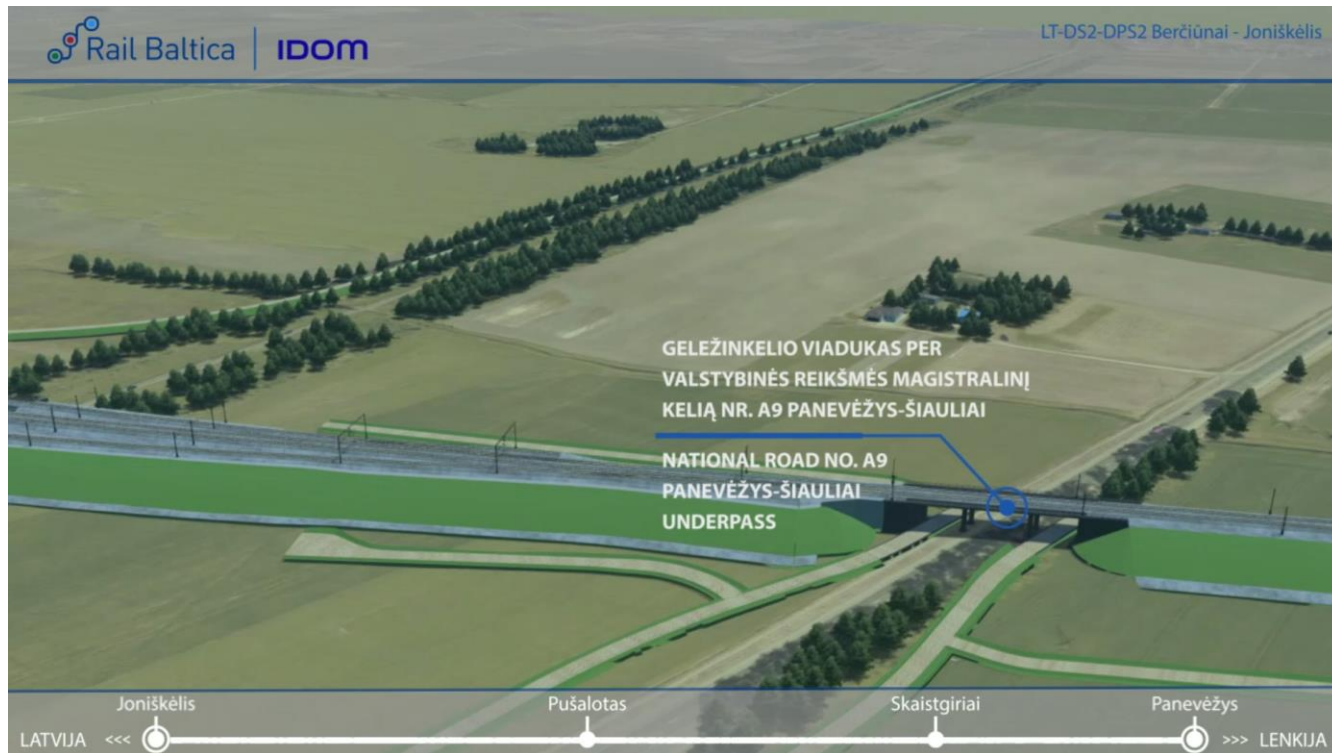 Rail Baltica | IDOM
LT-DS2-DPS2 Berčiūnai - Joniškėlis
GELEŽINKELIO VIADUKAS PER
VALSTYBINĖS REIKŠMĖS MAGISTRALINĮ
KELIĄ NR. A9 PANEVĖŽYS-ŠIAULIAI
NATIONAL ROAD NO. A9
PANEVĖŽYS-ŠIAULIAI
UNDERPASS
Joniškėlis Pušalotas Skaistgiriai Panevėžys
LATVIJA <<< >>> LENKIJA